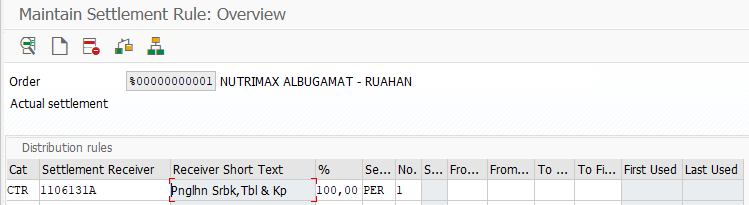 Maintain Settlement Rule: Overview
Order %00000000001 NUTRIMAX ALBUGAMAT - RUAHAN
Actual settlement
Distribution rules
Cat Settlement Receiver Receiver Short Text % Se... No. S... Fro... From... To ... To Fi... First Used Last Used
CTR 1106131A Pnglhn Srbk,Tbl & Kp 100,00 PER 1